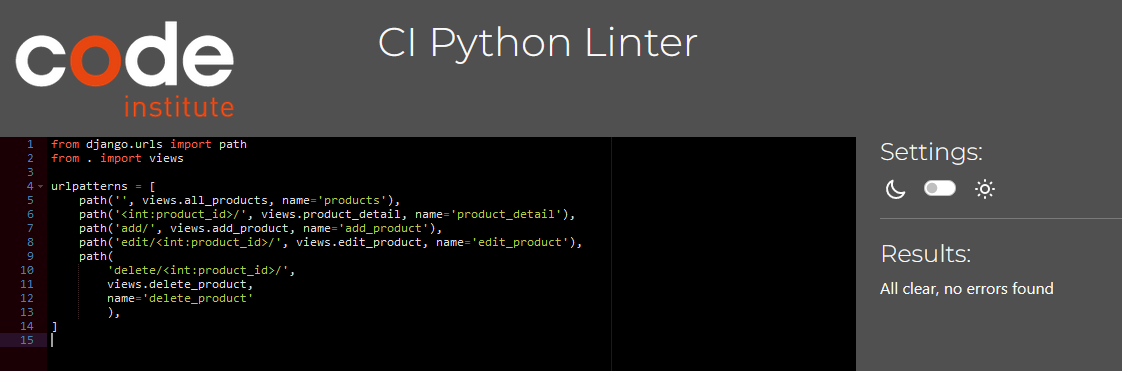 code
institute
CI Python Linter
1 from django.urls import path
2 from . import views
3
4 urlpatterns = [
5     path('', views.all_products, name='products'),
6     path('<int:product_id>/', views.product_detail, name='product_detail'),
7     path('add/', views.add_product, name='add_product'),
8     path('edit/<int:product_id>/', views.edit_product, name='edit_product'),
9     path(
10         'delete/<int:product_id>/',
11         views.delete_product,
12         name='delete_product'
13         ),
14 ]
15
Settings:
Results:
All clear, no errors found